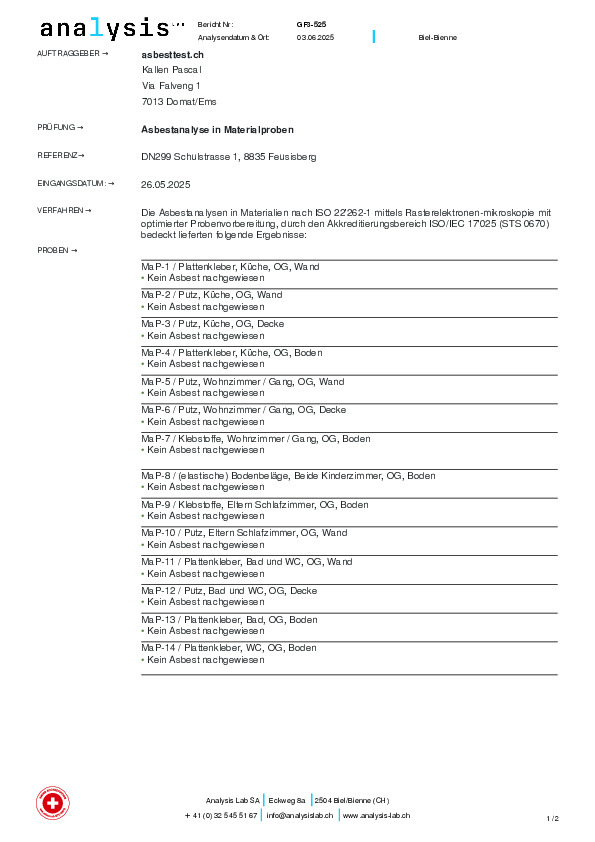 analysis
Bericht Nr: GF3-525
Analysendatum & Ort: 03.06.2025 Biel-Bienne
AUFTRAGGEBER → asbesttest.ch
Kallen Pascal
Via Falveng 1
7013 Domat/Ems
PRÜFUNG → Asbestanalyse in Materialproben
REFERENZ→ DN299 Schulstrasse 1, 8835 Feusisberg
EINGANGSDATUM: → 26.05.2025
VERFAHREN → Die Asbestanalysen in Materialien nach ISO 22'262-1 mittels Rasterelektronen-mikroskopie mit
optimierter Probenvorbereitung, durch den Akkreditierungsbereich ISO/IEC 17'025 (STS 0670)
bedeckt lieferten folgende Ergebnisse:
PROBEN →
MaP-1 / Plattenkleber, Küche, OG, Wand
• Kein Asbest nachgewiesen
MaP-2 / Putz, Küche, OG, Wand
• Kein Asbest nachgewiesen
MaP-3 / Putz, Küche, OG, Decke
• Kein Asbest nachgewiesen
MaP-4 / Plattenkleber, Küche, OG, Boden
• Kein Asbest nachgewiesen
MaP-5 / Putz, Wohnzimmer / Gang, OG, Wand
• Kein Asbest nachgewiesen
MaP-6 / Putz, Wohnzimmer / Gang, OG, Decke
• Kein Asbest nachgewiesen
MaP-7 / Klebstoffe, Wohnzimmer / Gang, OG, Boden
• Kein Asbest nachgewiesen
MaP-8 / (elastische) Bodenbeläge, Beide Kinderzimmer, OG, Boden
• Kein Asbest nachgewiesen
MaP-9 / Klebstoffe, Eltern Schlafzimmer, OG, Boden
• Kein Asbest nachgewiesen
MaP-10 / Putz, Eltern Schlafzimmer, OG, Wand
• Kein Asbest nachgewiesen
MaP-11 / Plattenkleber, Bad und WC, OG, Wand
• Kein Asbest nachgewiesen
MaP-12 / Putz, Bad und WC, OG, Decke
• Kein Asbest nachgewiesen
MaP-13 / Plattenkleber, Bad, OG, Boden
• Kein Asbest nachgewiesen
MaP-14 / Plattenkleber, WC, OG, Boden
• Kein Asbest nachgewiesen
Analysis Lab SA | Eckweg 8a | 2504 Biel/Bienne (CH)
+ 41 (0) 32 545 51 67 | info@analysislab.ch | www.analysis-lab.ch
1 / 2